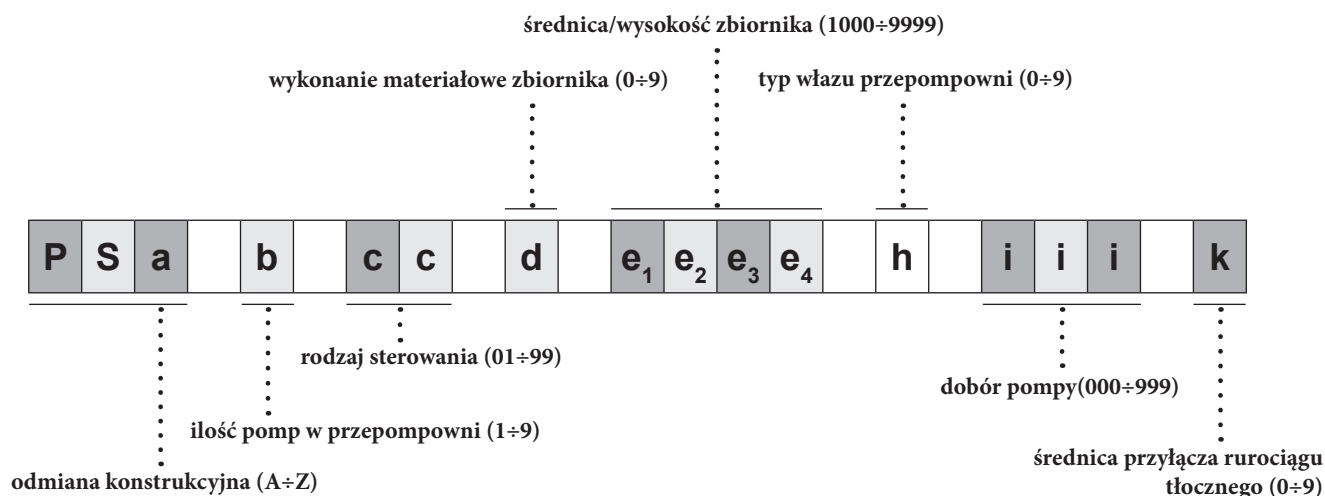 średnica/wysokość zbiornika (1000÷9999)
wykonanie materiałowe zbiornika (0÷9)
typ włazu przepompowni (0÷9)
P S a b c c d e1 e2 e3 e4 h i i i k
rodzaj sterowania (01÷99)
dobór pompy(000÷999)
ilość pomp w przepompowni (1÷9)
średnica przyłącza rurociągu
tłocznego (0÷9)
odmiana konstrukcyjna (A÷Z)